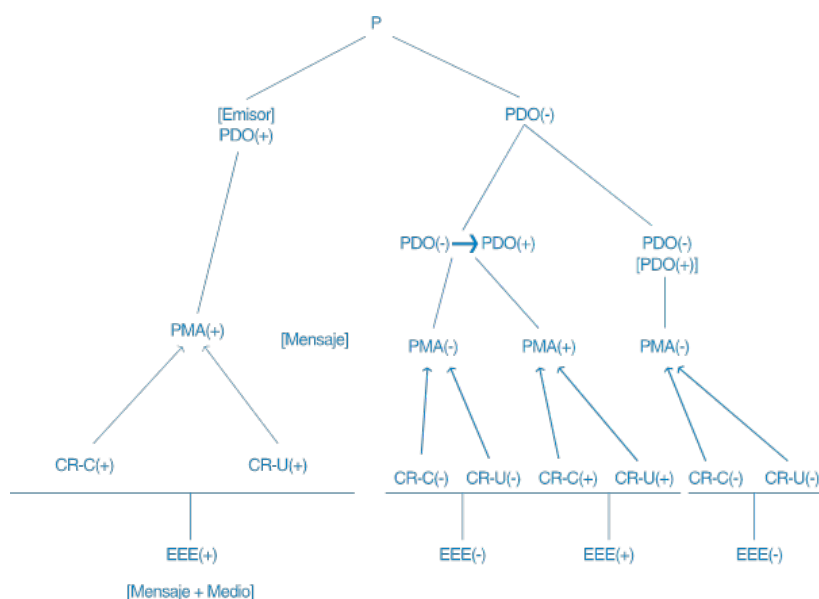 P
[Emisor]
PDO(+)
PDO(-)
PDO(-) PDO(+)
PDO(-)
[PDO(+)]
PMA(+)
[Mensaje]
PMA(-)
PMA(+)
PMA(-)
CR-C(+)
CR-U(+)
CR-C(-)
CR-U(-)
CR-C(+)
CR-U(+)
CR-C(-)
CR-U(-)
EEE(+)
EEE(-)
EEE(+)
EEE(-)
[Mensaje + Medio]